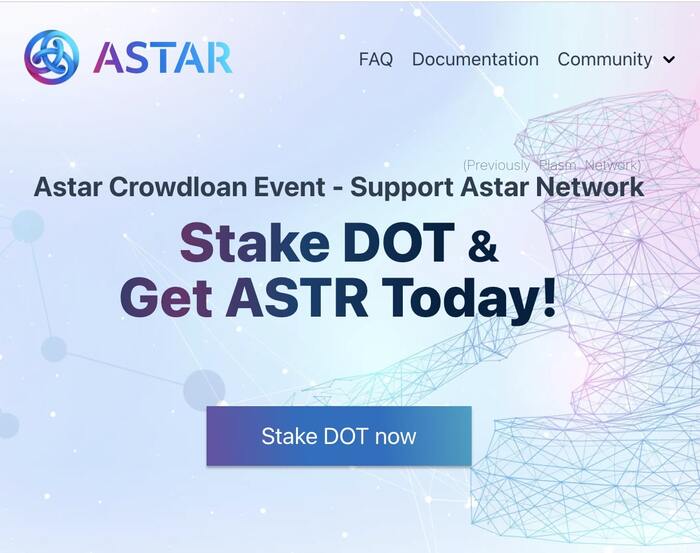 ASTAR
FAQ Documentation Community
(Previously Plasm Network)
Astar Crowdloan Event - Support Astar Network
Stake DOT &
Get ASTR Today!
Stake DOT now